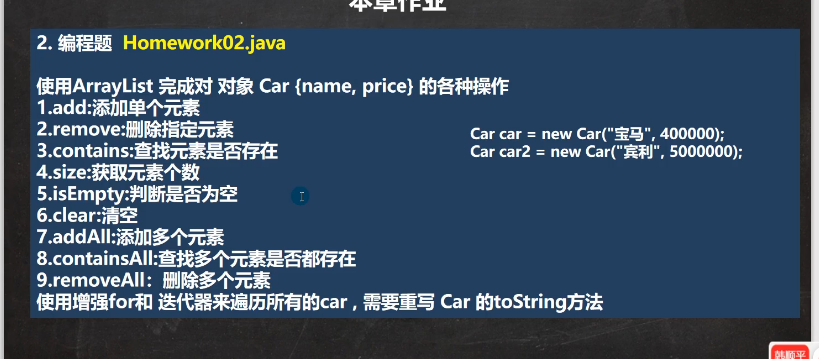 本章作业
2. 编程题 Homework02.java
使用ArrayList 完成对 对象 Car {name, price} 的各种操作
1.add:添加单个元素
2.remove:删除指定元素
3.contains:查找元素是否存在
4.size:获取元素个数
5.isEmpty:判断是否为空
6.clear:清空
7.addAll:添加多个元素
8.containsAll:查找多个元素是否都存在
9.removeAll：删除多个元素
使用增强for和 迭代器来遍历所有的car , 需要重写 Car 的toString方法
Car car = new Car("宝马", 400000);
Car car2 = new Car("宾利", 5000000);
韩顺平